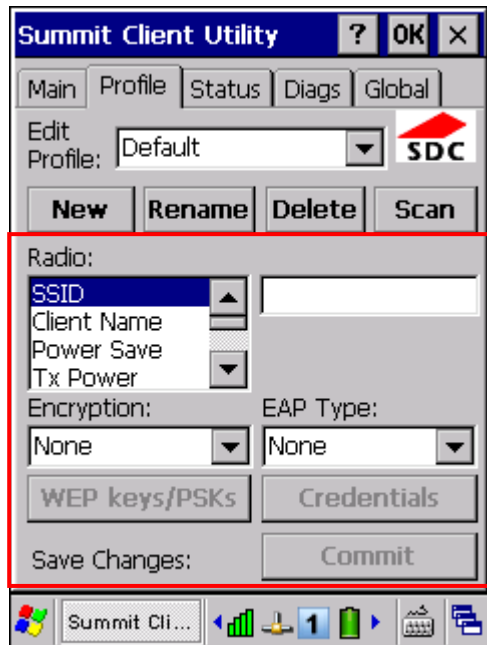 Summit Client Utility ? OK ×
Main Profile Status Diags Global
Edit
Profile: Default
SDC
New Rename Delete Scan
Radio:
SSID
Client Name
Power Save
Tx Power
Encryption: EAP Type:
None None
WEP keys/PSKs Credentials
Save Changes: Commit
Summit Cli... 1